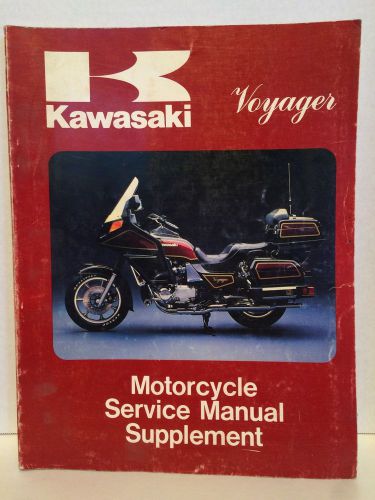 Kawasaki
Voyager
Motorcycle
Service Manual
Supplement